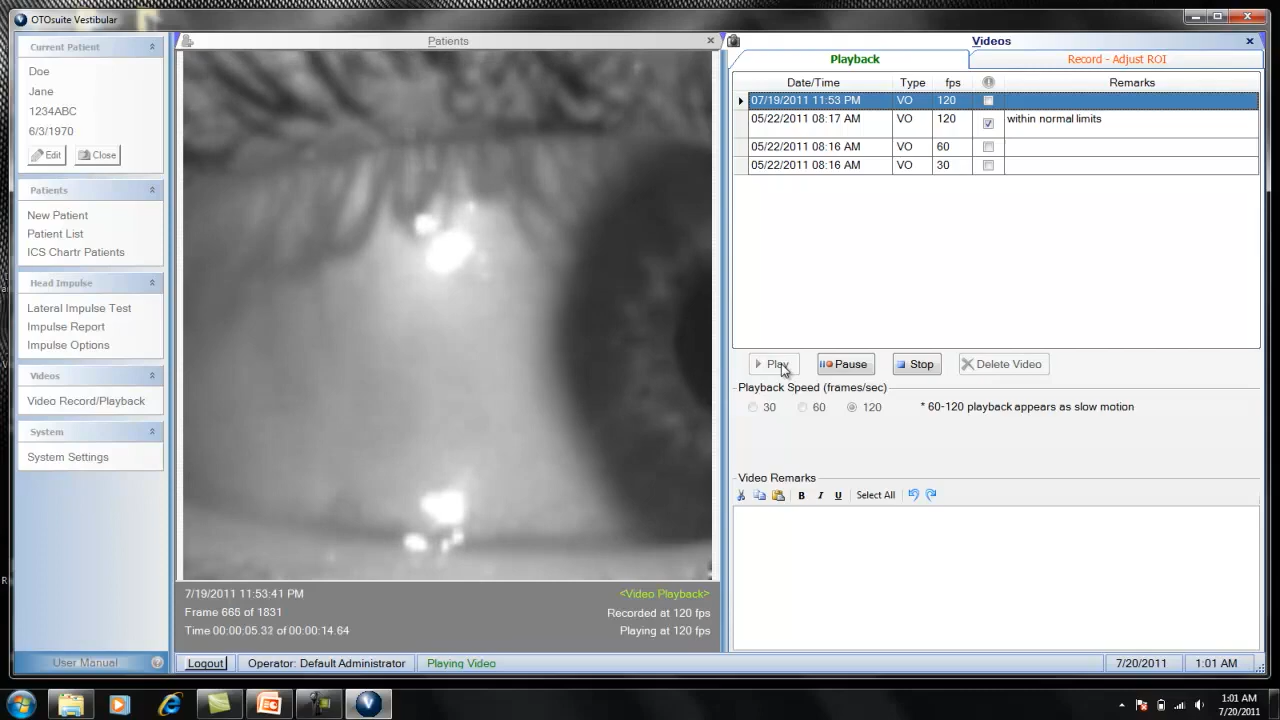 OTOsuite Vestibular
Current Patient
Doe
Jane
1234ABC
6/3/1970
Edit
Close
Patients
New Patient
Patient List
ICS Chartr Patients
Head Impulse
Lateral Impulse Test
Impulse Report
Impulse Options
Videos
Video Record/Playback
System
System Settings
User Manual
Patients
7/19/2011 11:53:41 PM
<Video Playback>
Frame 665 of 1831
Recorded at 120 fps
Time 00:00:05.32 of 00:00:14.64
Playing at 120 fps
Videos
Playback
Record - Adjust ROI
Date/Time Type fps Remarks
07/19/2011 11:53 PM VO 120
05/22/2011 08:17 AM VO 120 within normal limits
05/22/2011 08:16 AM VO 60
05/22/2011 08:16 AM VO 30
Play
Pause
Stop
Delete Video
Playback Speed (frames/sec)
30 60 120 * 60-120 playback appears as slow motion
Video Remarks
B I U Select All
Logout
Operator: Default Administrator
Playing Video
7/20/2011
1:01 AM
1:01 AM
7/20/2011